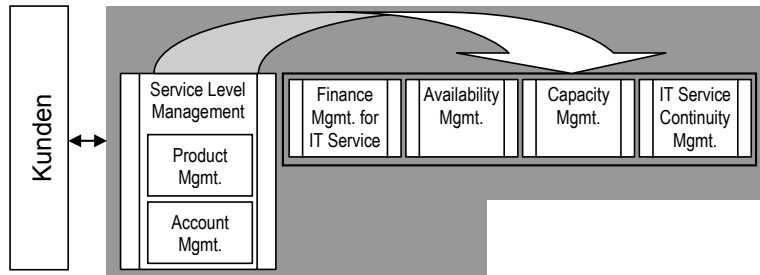 Kunden
Service Level
Management
Product
Mgmt.
Account
Mgmt.
Finance
Mgmt. for
IT Service
Availability
Mgmt.
Capacity
Mgmt.
IT Service
Continuity
Mgmt.